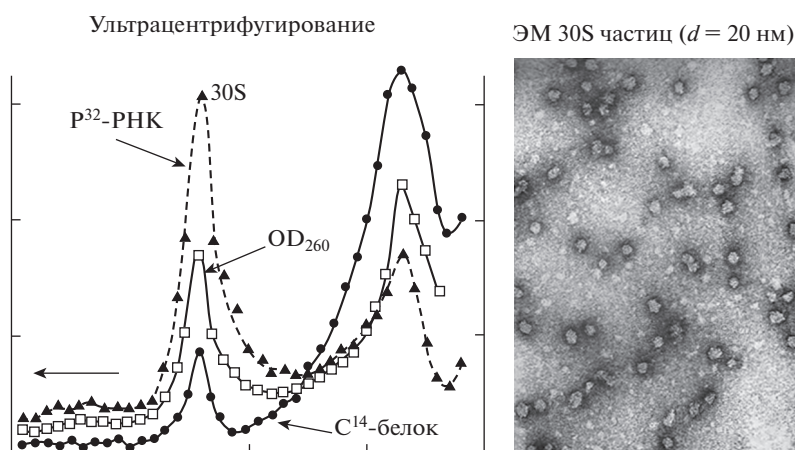 Ультрацентрифугирование
ЭМ 30S частиц (d = 20 нм)
30S
P³²-РНК
OD₂₆₀
C¹⁴-белок